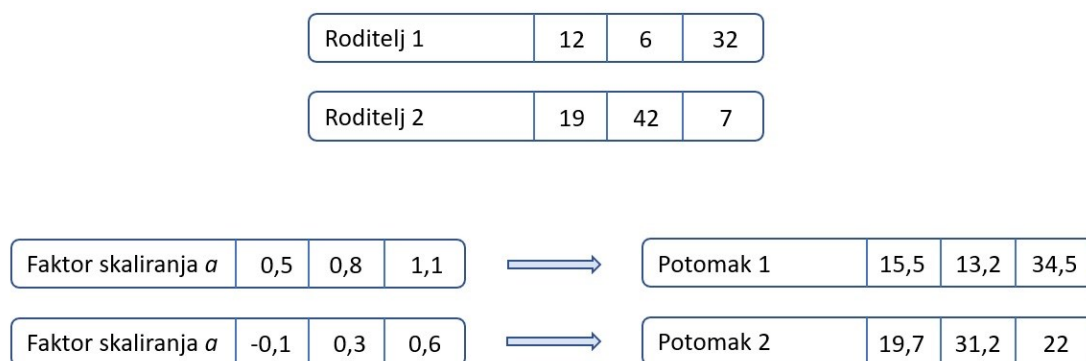 Roditelj 1 12 6 32
Roditelj 2 19 42 7
Faktor skaliranja a 0,5 0,8 1,1 Potomak 1 15,5 13,2 34,5
Faktor skaliranja a -0,1 0,3 0,6 Potomak 2 19,7 31,2 22